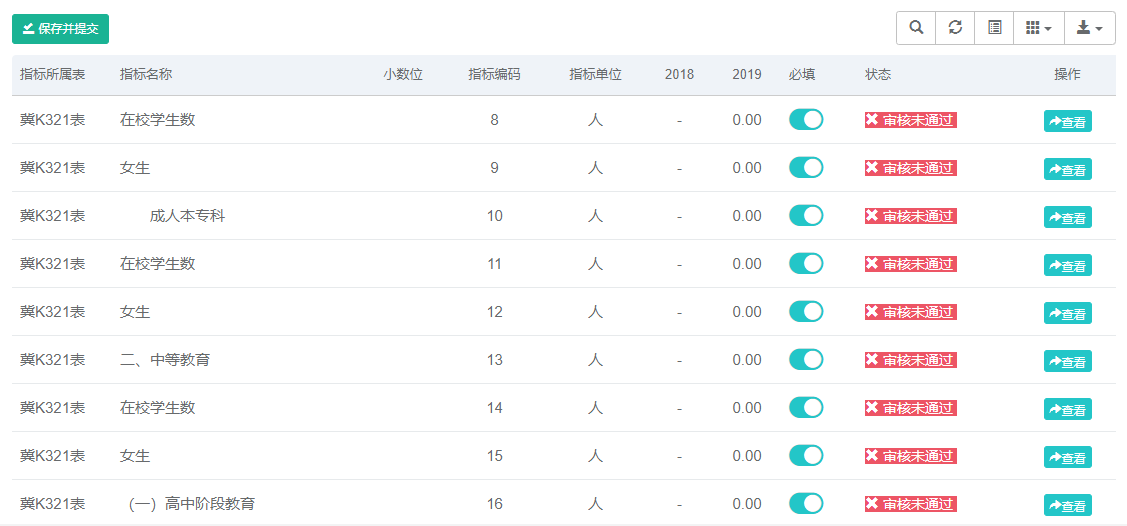 保存并提交
指标所属表 指标名称 小数位 指标编码 指标单位 2018 2019 必填 状态 操作
冀K321表 在校学生数 8 人 - 0.00 审核未通过 查看
冀K321表 女生 9 人 - 0.00 审核未通过 查看
冀K321表 成人本专科 10 人 - 0.00 审核未通过 查看
冀K321表 在校学生数 11 人 - 0.00 审核未通过 查看
冀K321表 女生 12 人 - 0.00 审核未通过 查看
冀K321表 二、中等教育 13 人 - 0.00 审核未通过 查看
冀K321表 在校学生数 14 人 - 0.00 审核未通过 查看
冀K321表 女生 15 人 - 0.00 审核未通过 查看
冀K321表 （一）高中阶段教育 16 人 - 0.00 审核未通过 查看